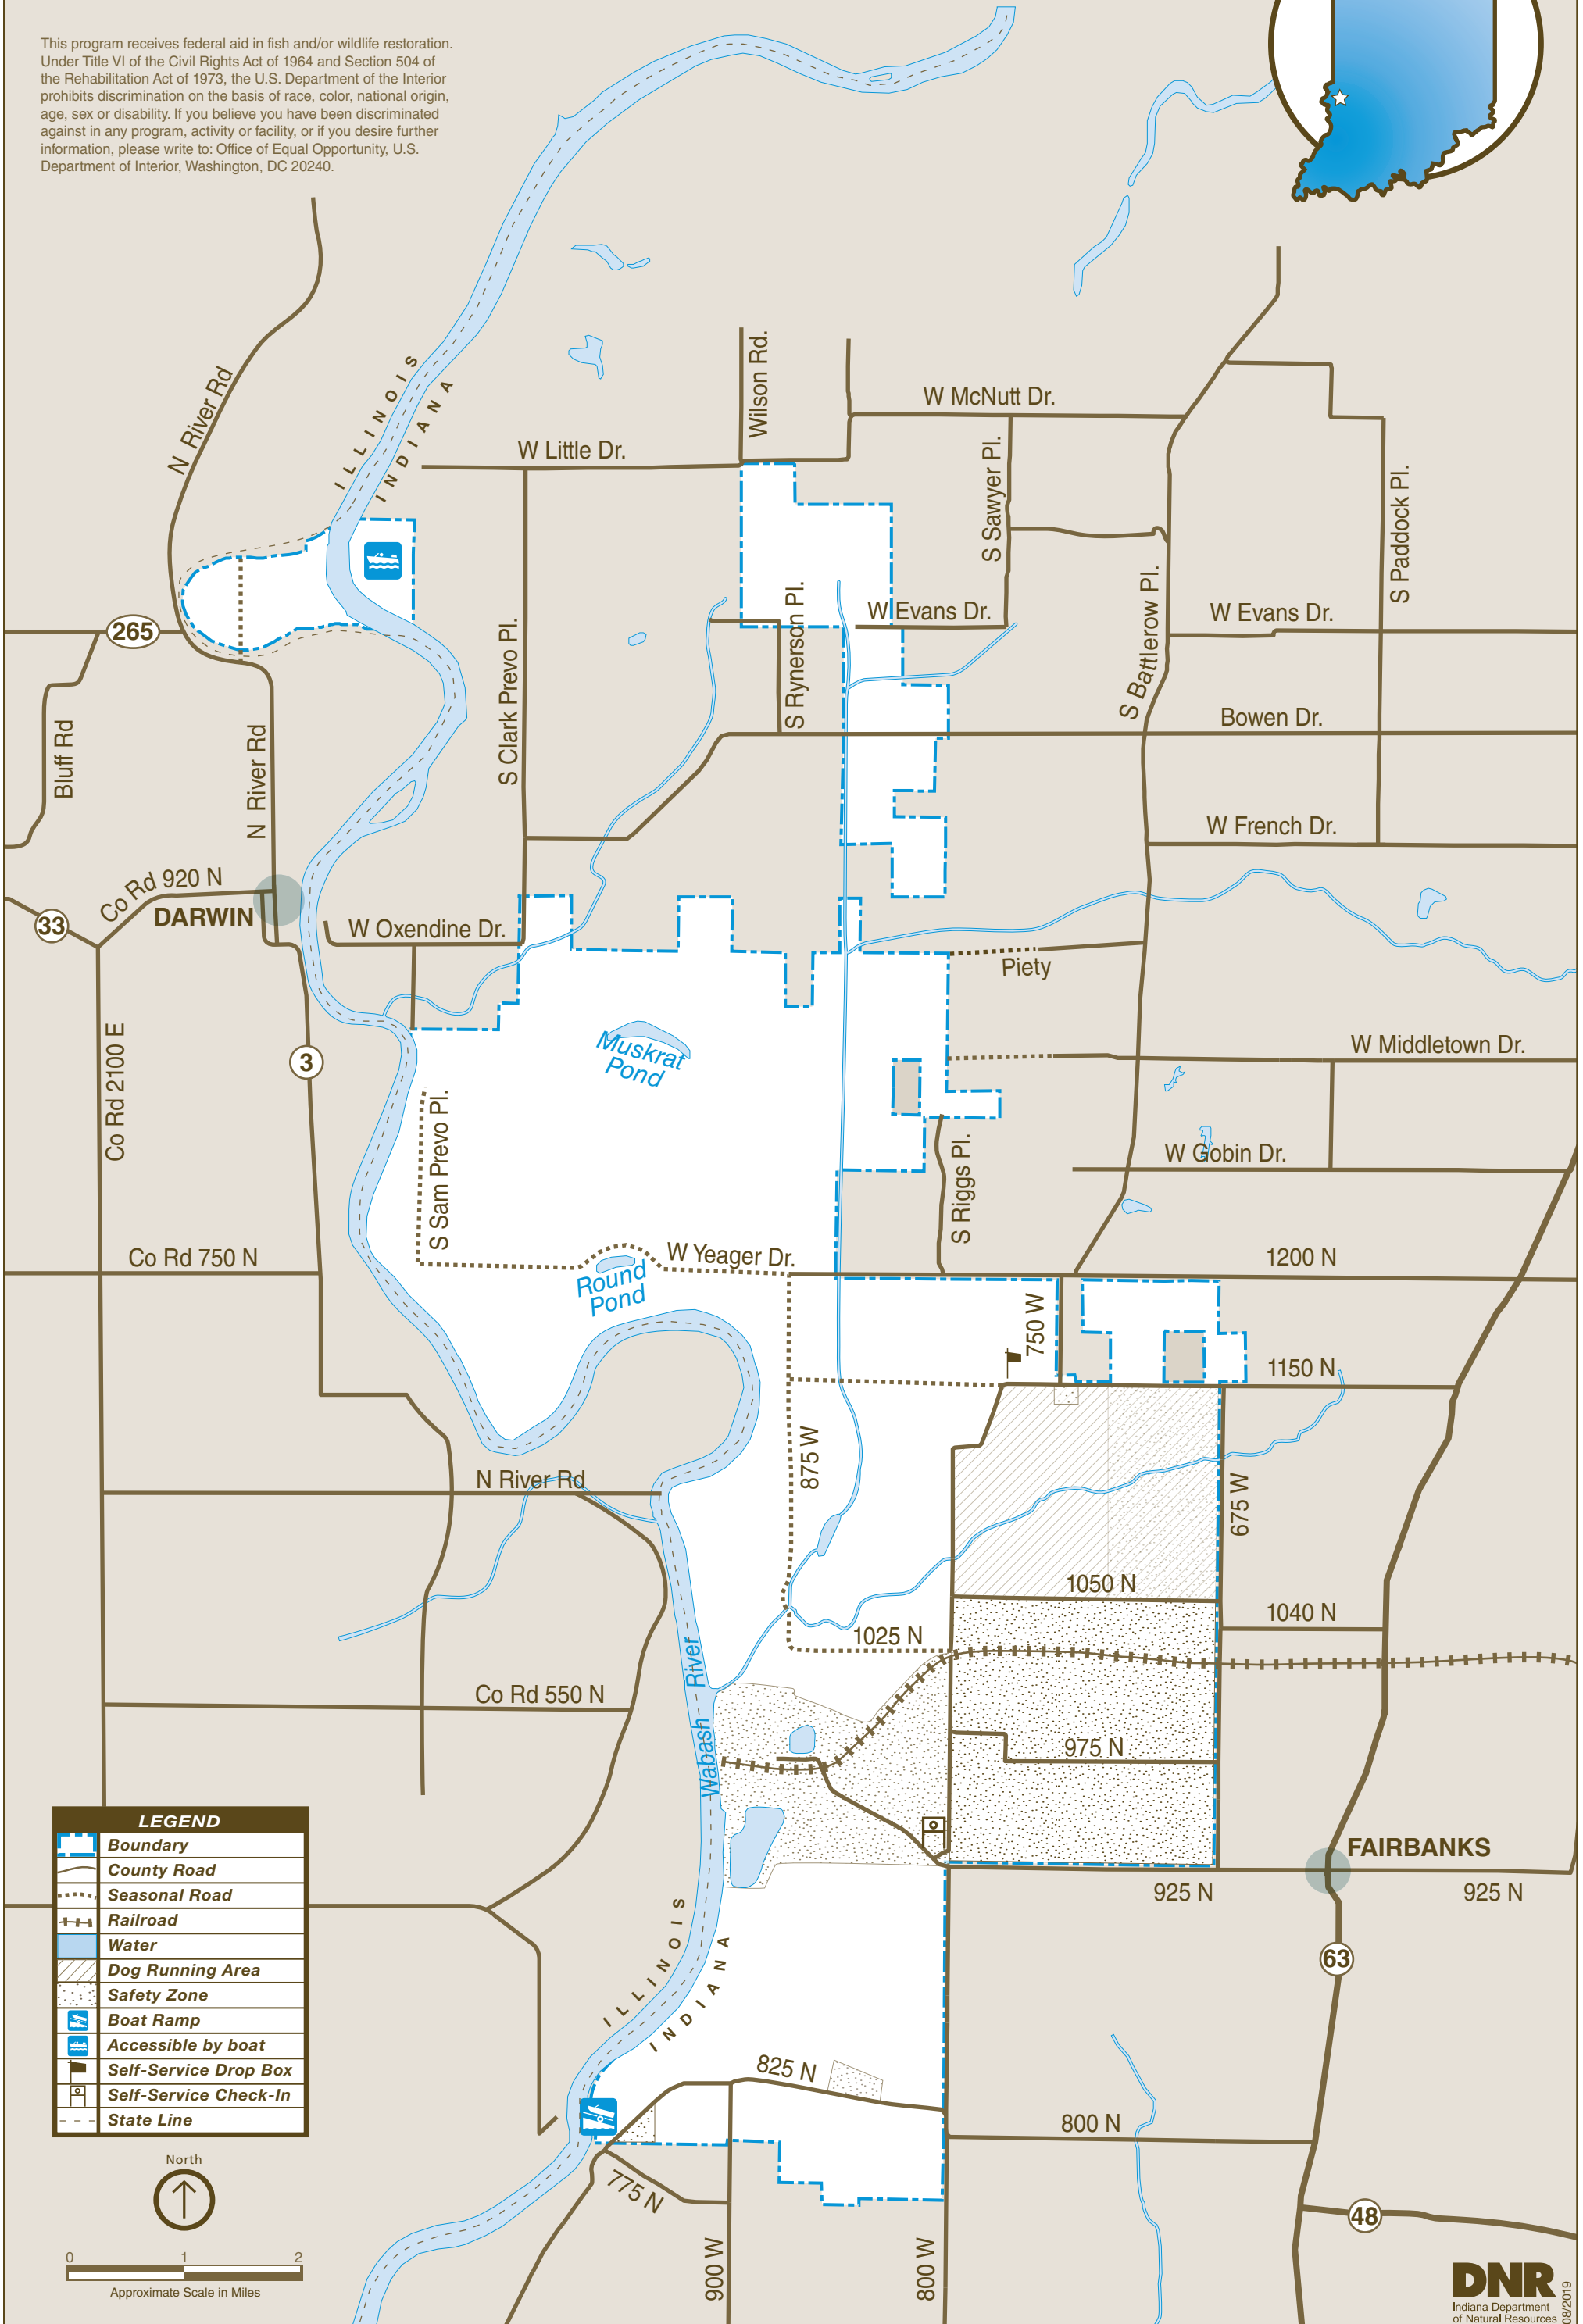 This program receives federal aid in fish and/or wildlife restoration.
Under Title VI of the Civil Rights Act of 1964 and Section 504 of
the Rehabilitation Act of 1973, the U.S. Department of the Interior
prohibits discrimination on the basis of race, color, national origin,
age, sex or disability. If you believe you have been discriminated
against in any program, activity or facility, or if you desire further
information, please write to: Office of Equal Opportunity, U.S.
Department of Interior, Washington, DC 20240.
N River Rd
ILLINOIS
INDIANA
Wilson Rd.
W McNutt Dr.
W Little Dr.
S Sawyer Pl.
S Paddock Pl.
265
S Clark Prevo Pl.
S Rynerson Pl.
W Evans Dr.
S Battlerow Pl.
W Evans Dr.
Bluff Rd
N River Rd
Bowen Dr.
W French Dr.
Co Rd 920 N
33
DARWIN
W Oxendine Dr.
Piety
Co Rd 2100 E
3
Muskrat
Pond
W Middletown Dr.
S Sam Prevo Pl.
S Riggs Pl.
W Gobin Dr.
Co Rd 750 N
W Yeager Dr.
1200 N
Round
Pond
750 W
1150 N
875 W
N River Rd
675 W
1050 N
1040 N
1025 N
Wabash River
Co Rd 550 N
975 N
FAIRBANKS
925 N
925 N
63
ILLINOIS
INDIANA
825 N
800 N
775 N
48
900 W
800 W
LEGEND
Boundary
County Road
Seasonal Road
Railroad
Water
Dog Running Area
Safety Zone
Boat Ramp
Accessible by boat
Self-Service Drop Box
Self-Service Check-In
State Line
North
0 1 2
Approximate Scale in Miles
DNR
Indiana Department
of Natural Resources
08/2019